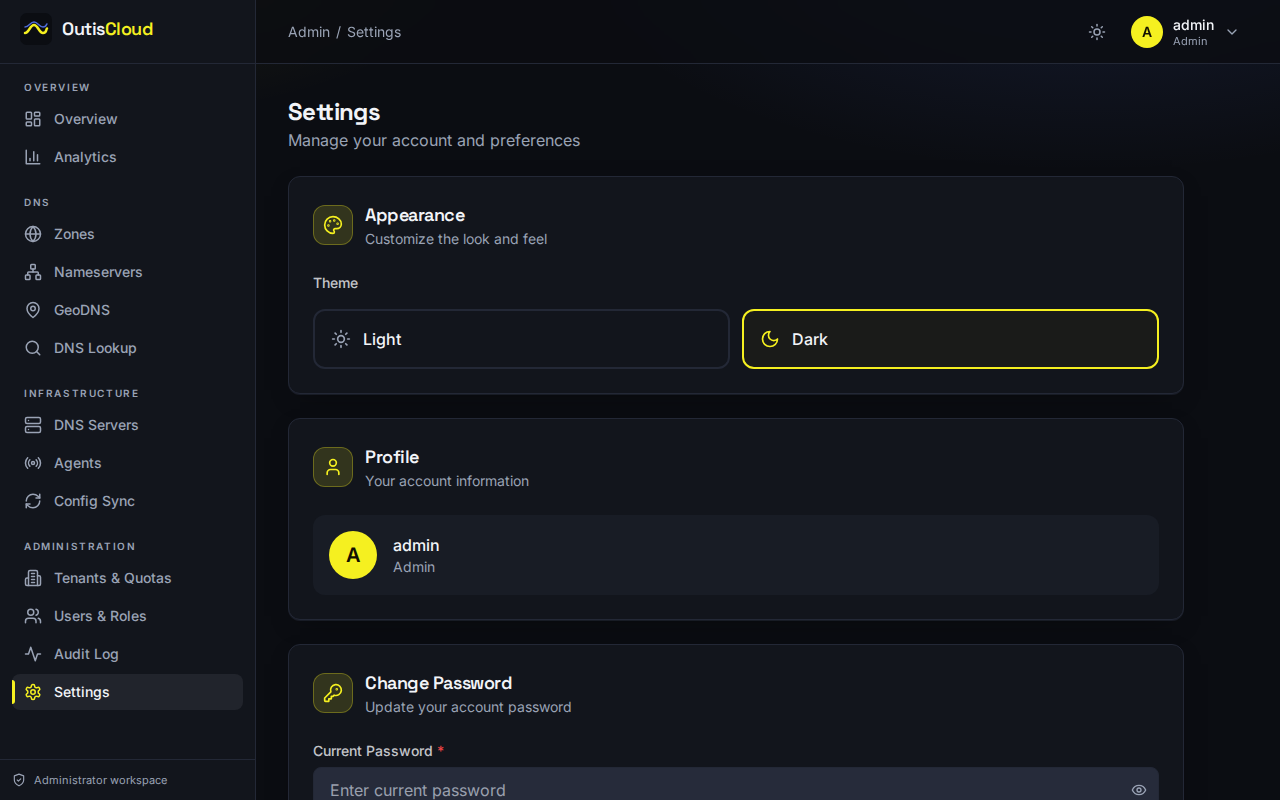 OutisCloud
Admin / Settings
A
admin
Admin
OVERVIEW
Overview
Analytics
DNS
Zones
Nameservers
GeoDNS
DNS Lookup
INFRASTRUCTURE
DNS Servers
Agents
Config Sync
ADMINISTRATION
Tenants & Quotas
Users & Roles
Audit Log
Settings
Administrator workspace
Settings
Manage your account and preferences
Appearance
Customize the look and feel
Theme
Light
Dark
Profile
Your account information
A
admin
Admin
Change Password
Update your account password
Current Password *
Enter current password